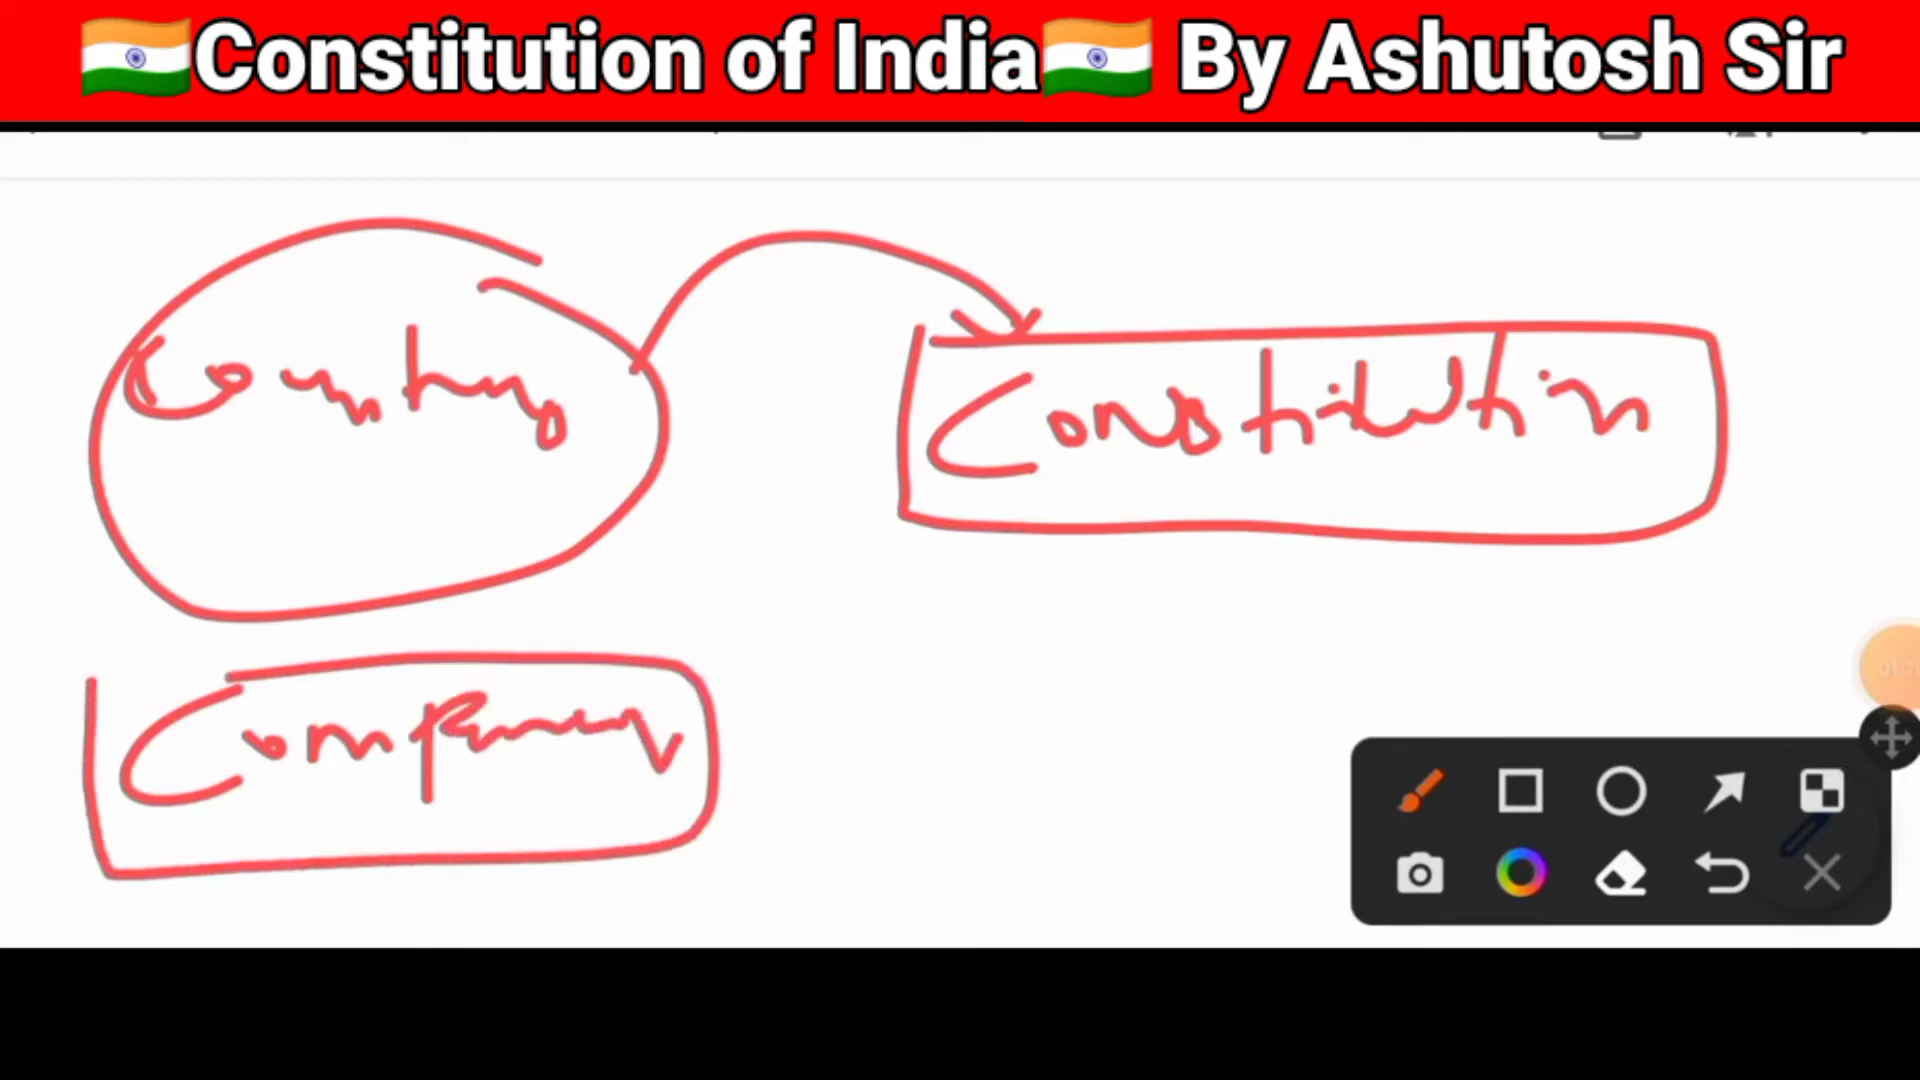 🇮🇳Constitution of India🇮🇳 By Ashutosh Sir
Country
Constitution
Company